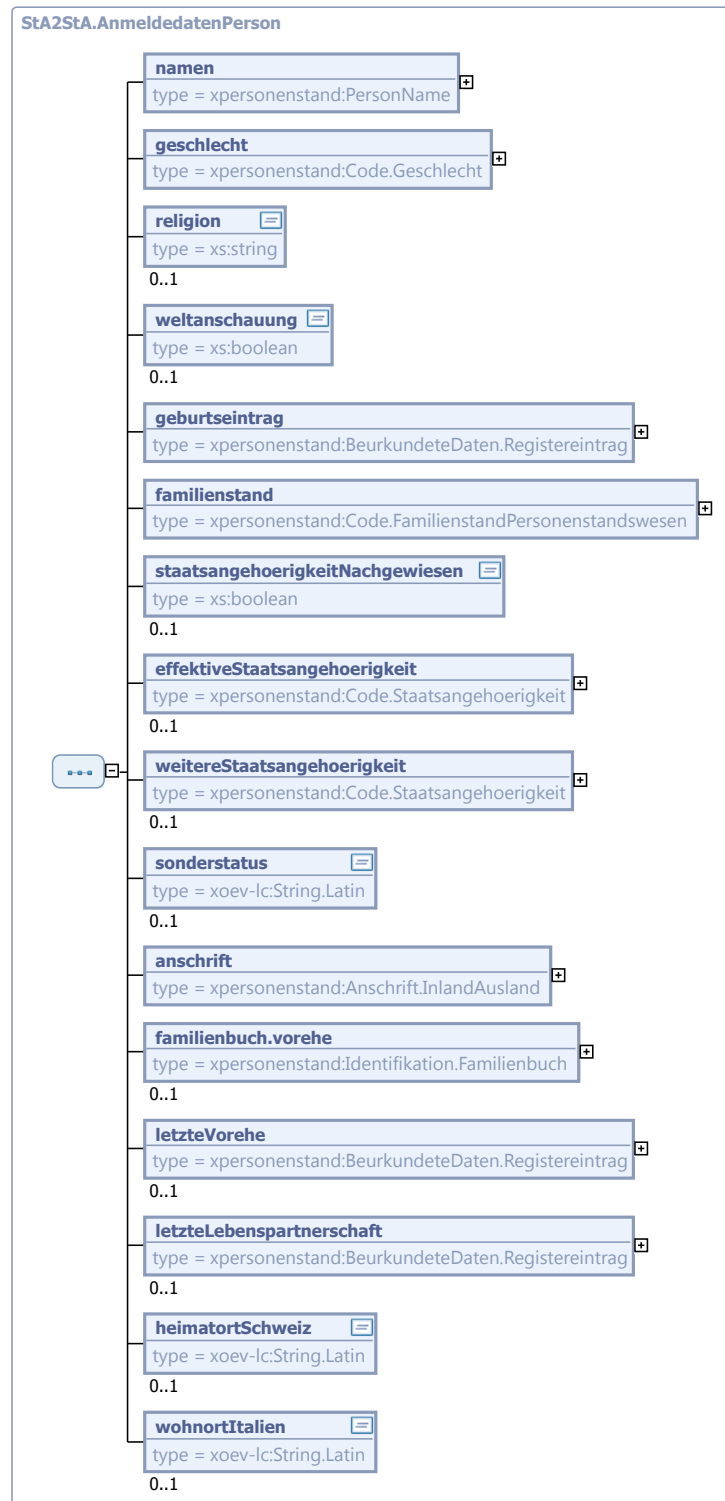 StA2StA.AnmeldedatenPerson
namen
type = xpersonenstand:PersonName
geschlecht
type = xpersonenstand:Code.Geschlecht
religion
type = xs:string
0..1
weltanschauung
type = xs:boolean
0..1
geburtseintrag
type = xpersonenstand:BeurkundeteDaten.Registereintrag
familienstand
type = xpersonenstand:Code.FamilienstandPersonenstandswesen
staatsangehoerigkeitNachgewiesen
type = xs:boolean
0..1
effektiveStaatsangehoerigkeit
type = xpersonenstand:Code.Staatsangehoerigkeit
0..1
weitereStaatsangehoerigkeit
type = xpersonenstand:Code.Staatsangehoerigkeit
0..1
sonderstatus
type = xoev-lc:String.Latin
0..1
anschrift
type = xpersonenstand:Anschrift.InlandAusland
familienbuch.vorehe
type = xpersonenstand:Identifikation.Familienbuch
0..1
letzteVorehe
type = xpersonenstand:BeurkundeteDaten.Registereintrag
0..1
letzteLebenspartnerschaft
type = xpersonenstand:BeurkundeteDaten.Registereintrag
0..1
heimatortSchweiz
type = xoev-lc:String.Latin
0..1
wohnortItalien
type = xoev-lc:String.Latin
0..1